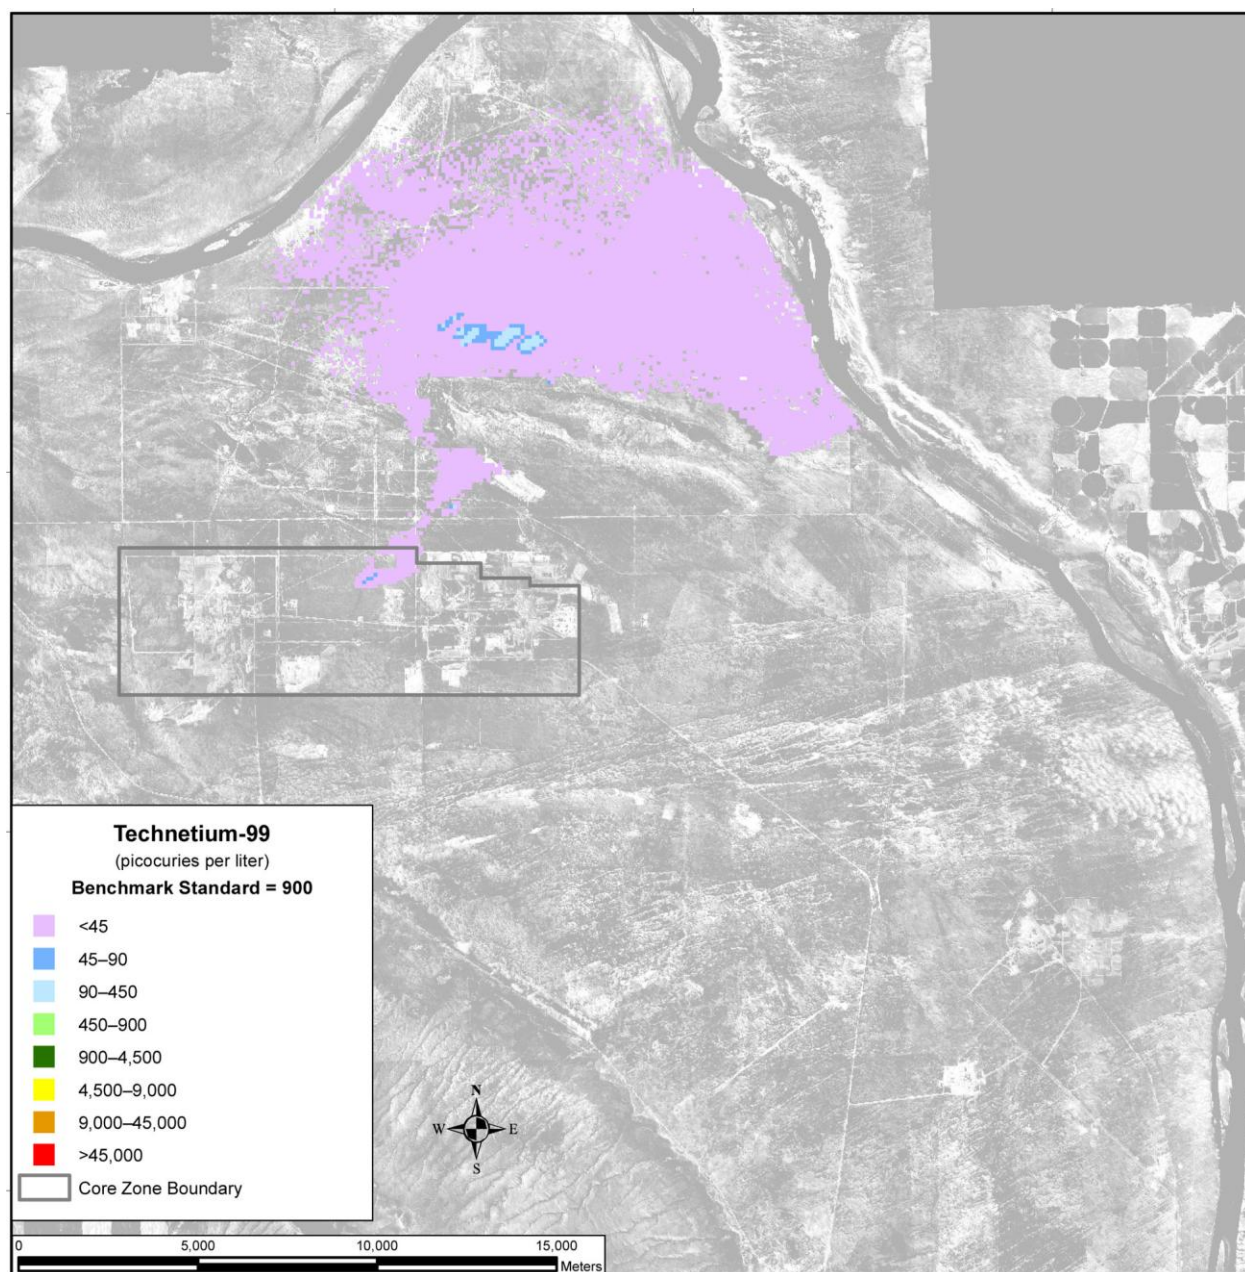 N
W E
S
Technetium-99
(picocuries per liter)
Benchmark Standard = 900
<45
45–90
90–450
450–900
900–4,500
4,500–9,000
9,000–45,000
>45,000
Core Zone Boundary
0 5,000 10,000 15,000
Meters